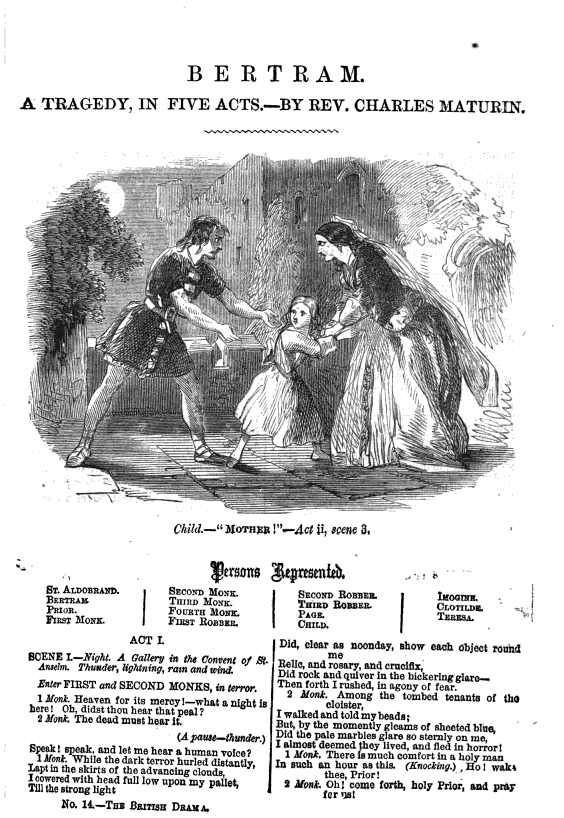 BERTRAM.
A TRAGEDY, IN FIVE ACTS.—BY REV. CHARLES MATURIN.
Child.—"MOTHER!"—Act ii, scene 3.
Persons Represented.
ST. ALDOBRAND.
BERTRAM.
PRIOR.
FIRST MONK.
SECOND MONK.
THIRD MONK.
FOURTH MONK.
FIRST ROBBER.
SECOND ROBBER.
THIRD ROBBER.
PAGE.
CHILD.
IMOGINE.
CLOTILDE.
TERESA.
ACT I.
SCENE I.—Night. A Gallery in the Convent of St.
Anselm. Thunder, lightning, rain and wind.
Enter FIRST and SECOND MONKS, in terror.
1 Monk. Heaven for its mercy!—what a night is
here! Oh, didst thou hear that peal?
2 Monk. The dead must hear it.
(A pause—thunder.)
Speak! speak, and let me hear a human voice?
1 Monk. While the dark terror hurled distantly,
Lapt in the skirts of the advancing clouds,
I cowered with head full low upon my pallet,
Till the strong light
No. 14.—THE BRITISH DRAMA.
Did, clear as noonday, show each object round
me
Relic, and rosary, and crucifix,
Did rock and quiver in the bickering glare—
Then forth I rushed, in agony of fear.
2 Monk. Among the tombed tenants of the
cloister,
I walked and told my beads;
But, by the momently gleams of sheeted blue,
Did the pale marbles glare so sternly on me,
I almost deemed they lived, and fled in horror!
1 Monk. There is much comfort in a holy man
In such an hour as this. (Knocking.) Ho! wake
thee, Prior!
2 Monk. Oh! come forth, holy Prior, and pray
for us!